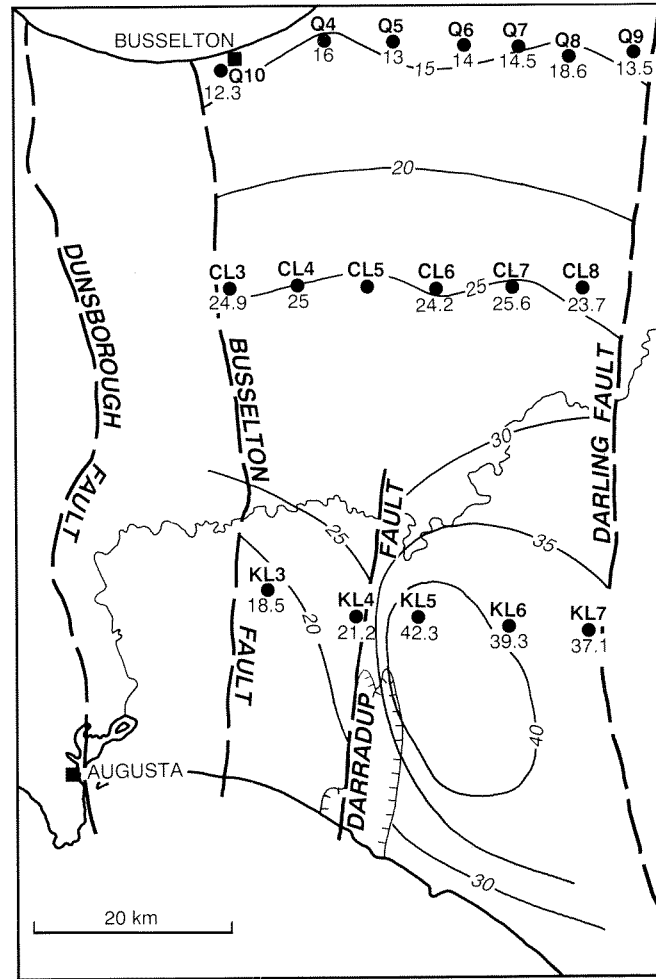 BUSSELTON
Q4
Q5
Q6
Q7
Q8
Q9
16
13
15
14
14.5
18.6
13.5
Q10
12.3
20
CL3
CL4
CL5
CL6
25
CL7
CL8
24.9
25
24.2
25.6
23.7
DUNSBOROUGH
FAULT
BUSSELTON
FAULT
DARLING FAULT
30
25
35
FAULT
KL3
18.5
20
KL4
21.2
KL5
42.3
KL6
39.3
KL7
37.1
40
DARRADUP
AUGUSTA
30
20 km